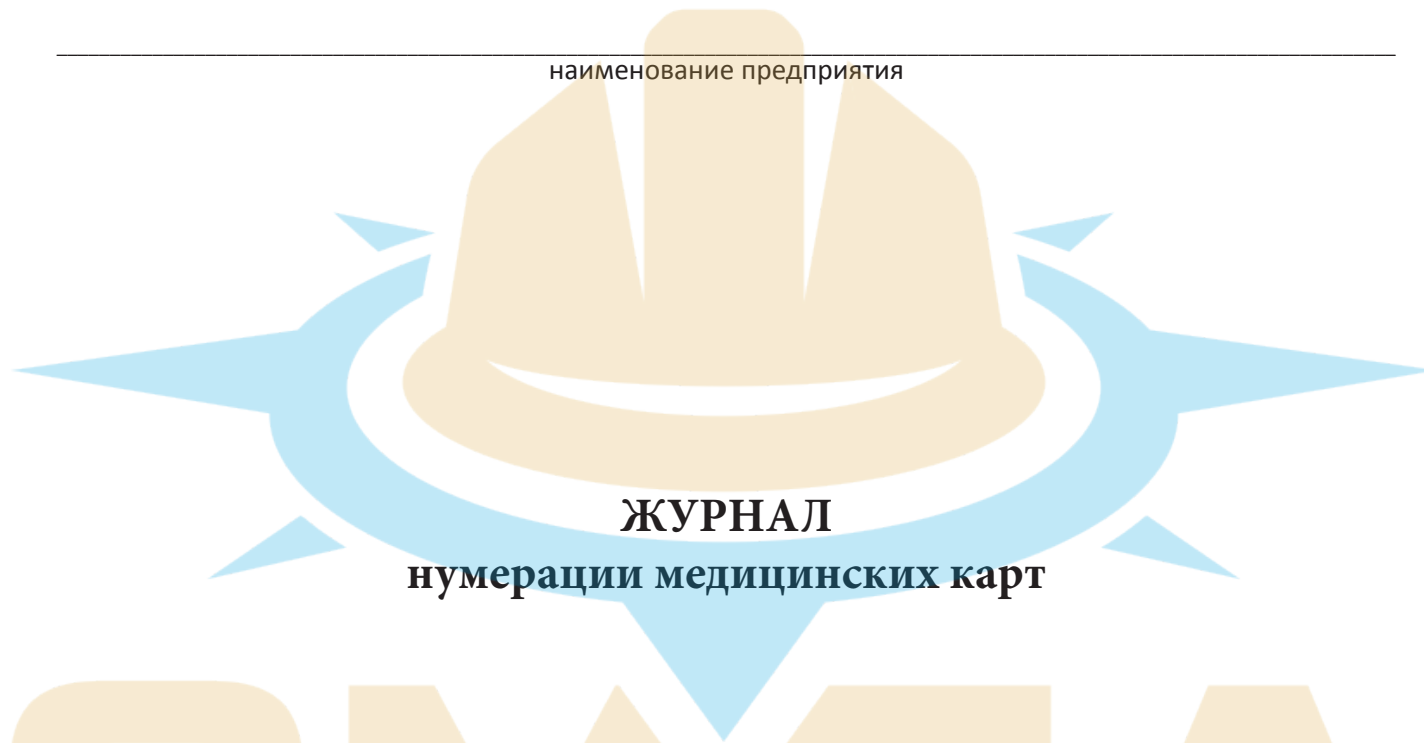 наименование предприятия
ЖУРНАЛ
нумерации медицинских карт